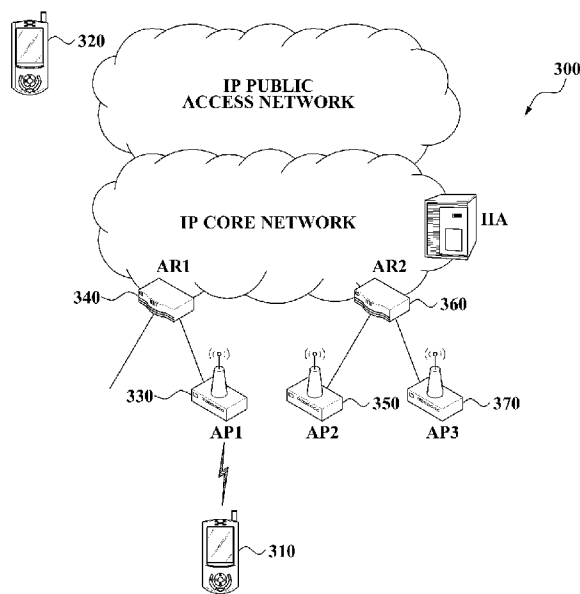 320
300
IP PUBLIC
ACCESS NETWORK
IP CORE NETWORK
IIA
AR1
AR2
340
360
330
350
370
AP1
AP2
AP3
310